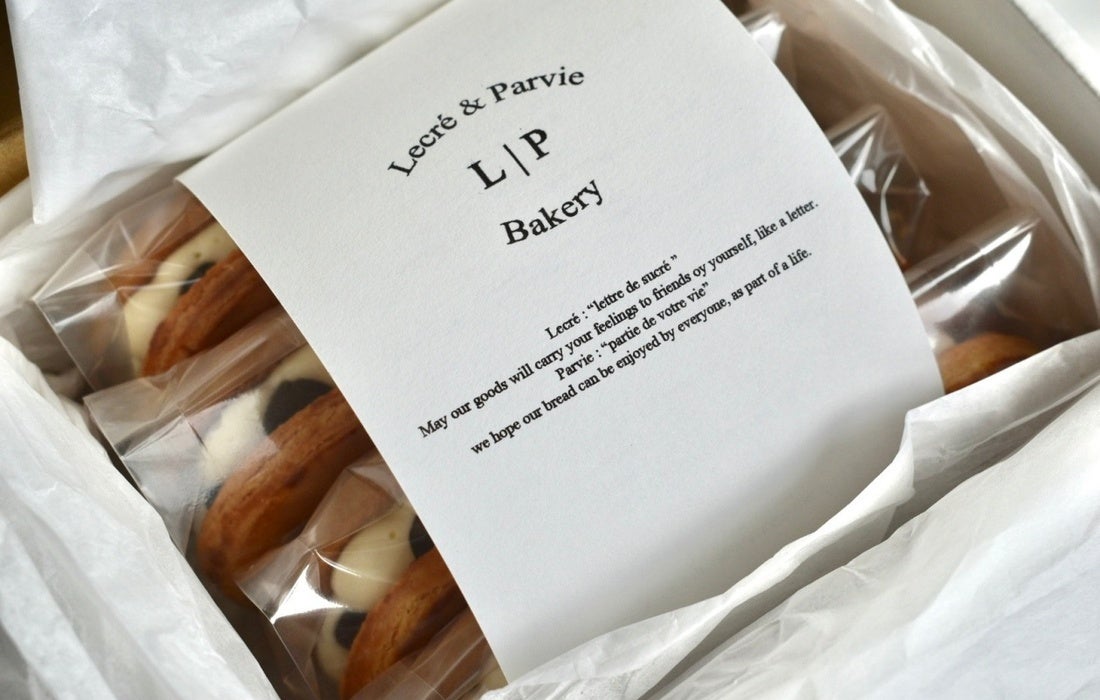 Lecré & Parvie
L|P
Bakery
Lecré : “lettre de sucré ”
May our goods will carry your feelings to friends oy yourself, like a letter.
Parvie : “partie de votre vie”
we hope our bread can be enjoyed by everyone, as part of a life.